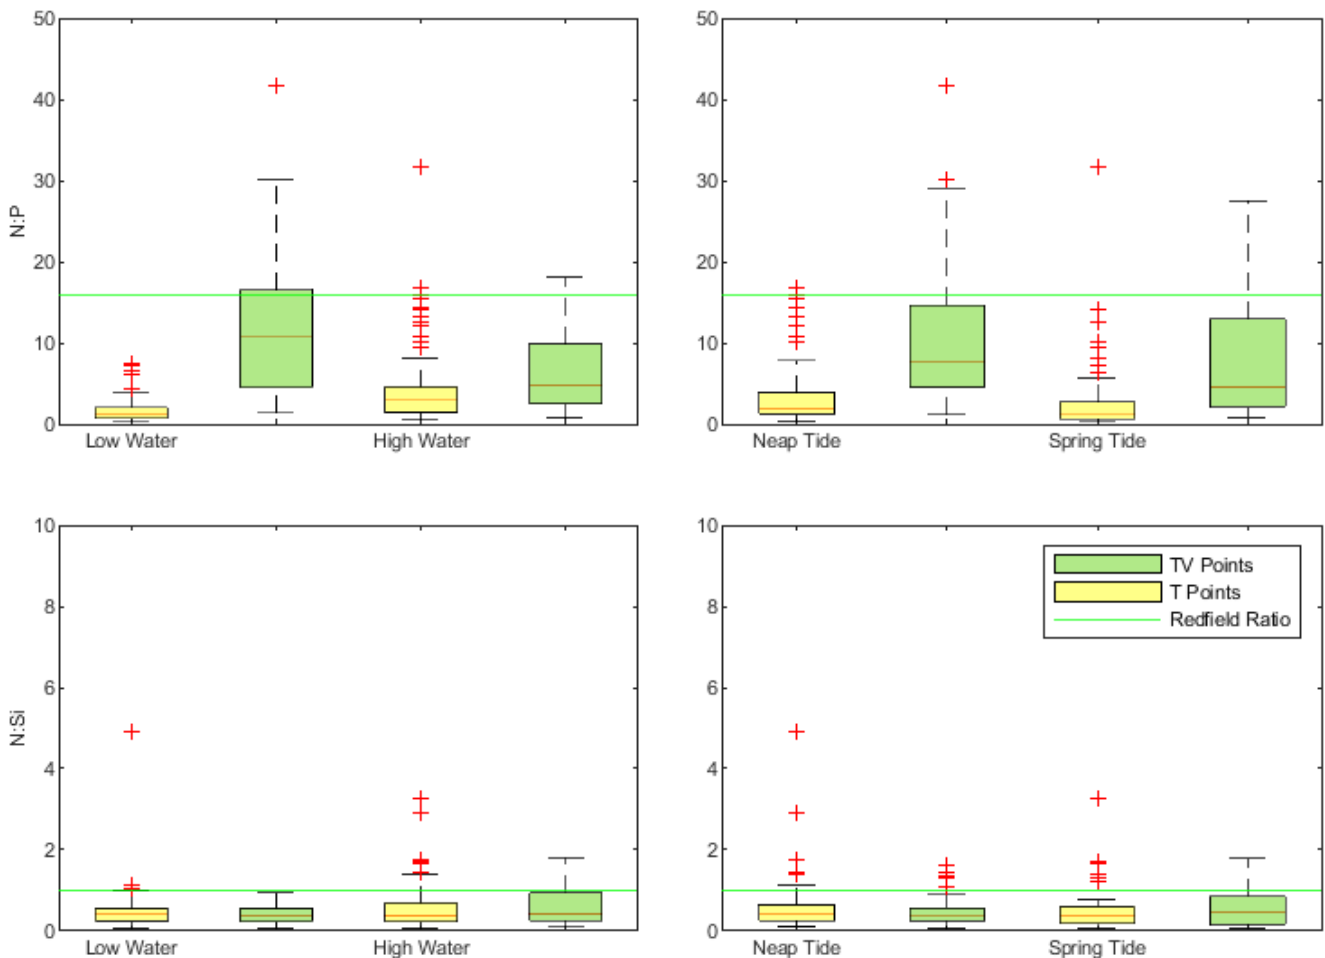 50
40
30
20
10
0
N:P
Low Water
High Water
50
40
30
20
10
0
Neap Tide
Spring Tide
10
8
6
4
2
0
N:Si
Low Water
High Water
10
8
6
4
2
0
TV Points
T Points
Redfield Ratio
Neap Tide
Spring Tide